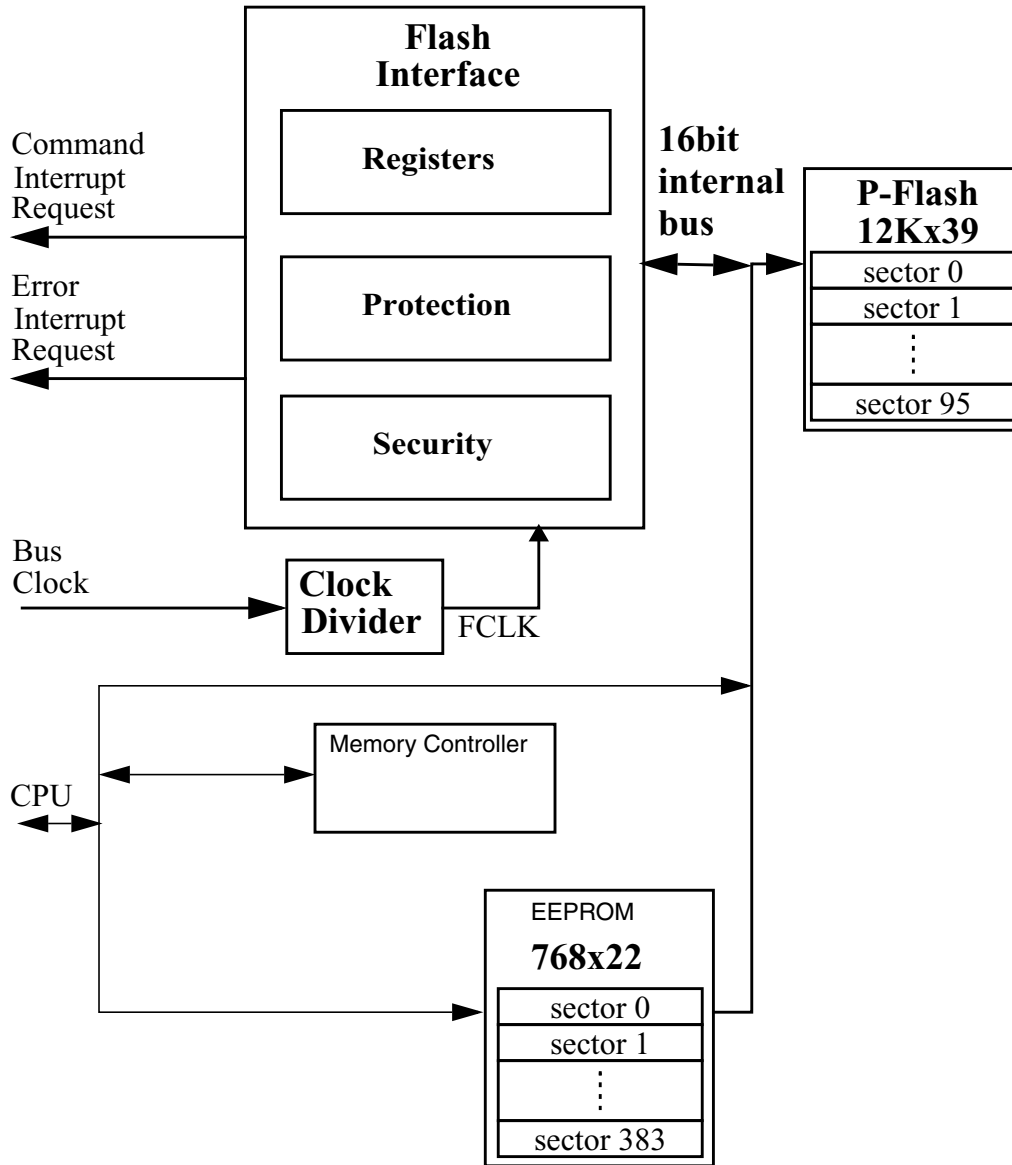 Flash
Interface
Registers
Protection
Security
Command
Interrupt
Request
Error
Interrupt
Request
16bit
internal
bus
P-Flash
12Kx39
sector 0
sector 1
sector 95
Bus
Clock
Clock
Divider
FCLK
Memory Controller
CPU
EEPROM
768x22
sector 0
sector 1
sector 383